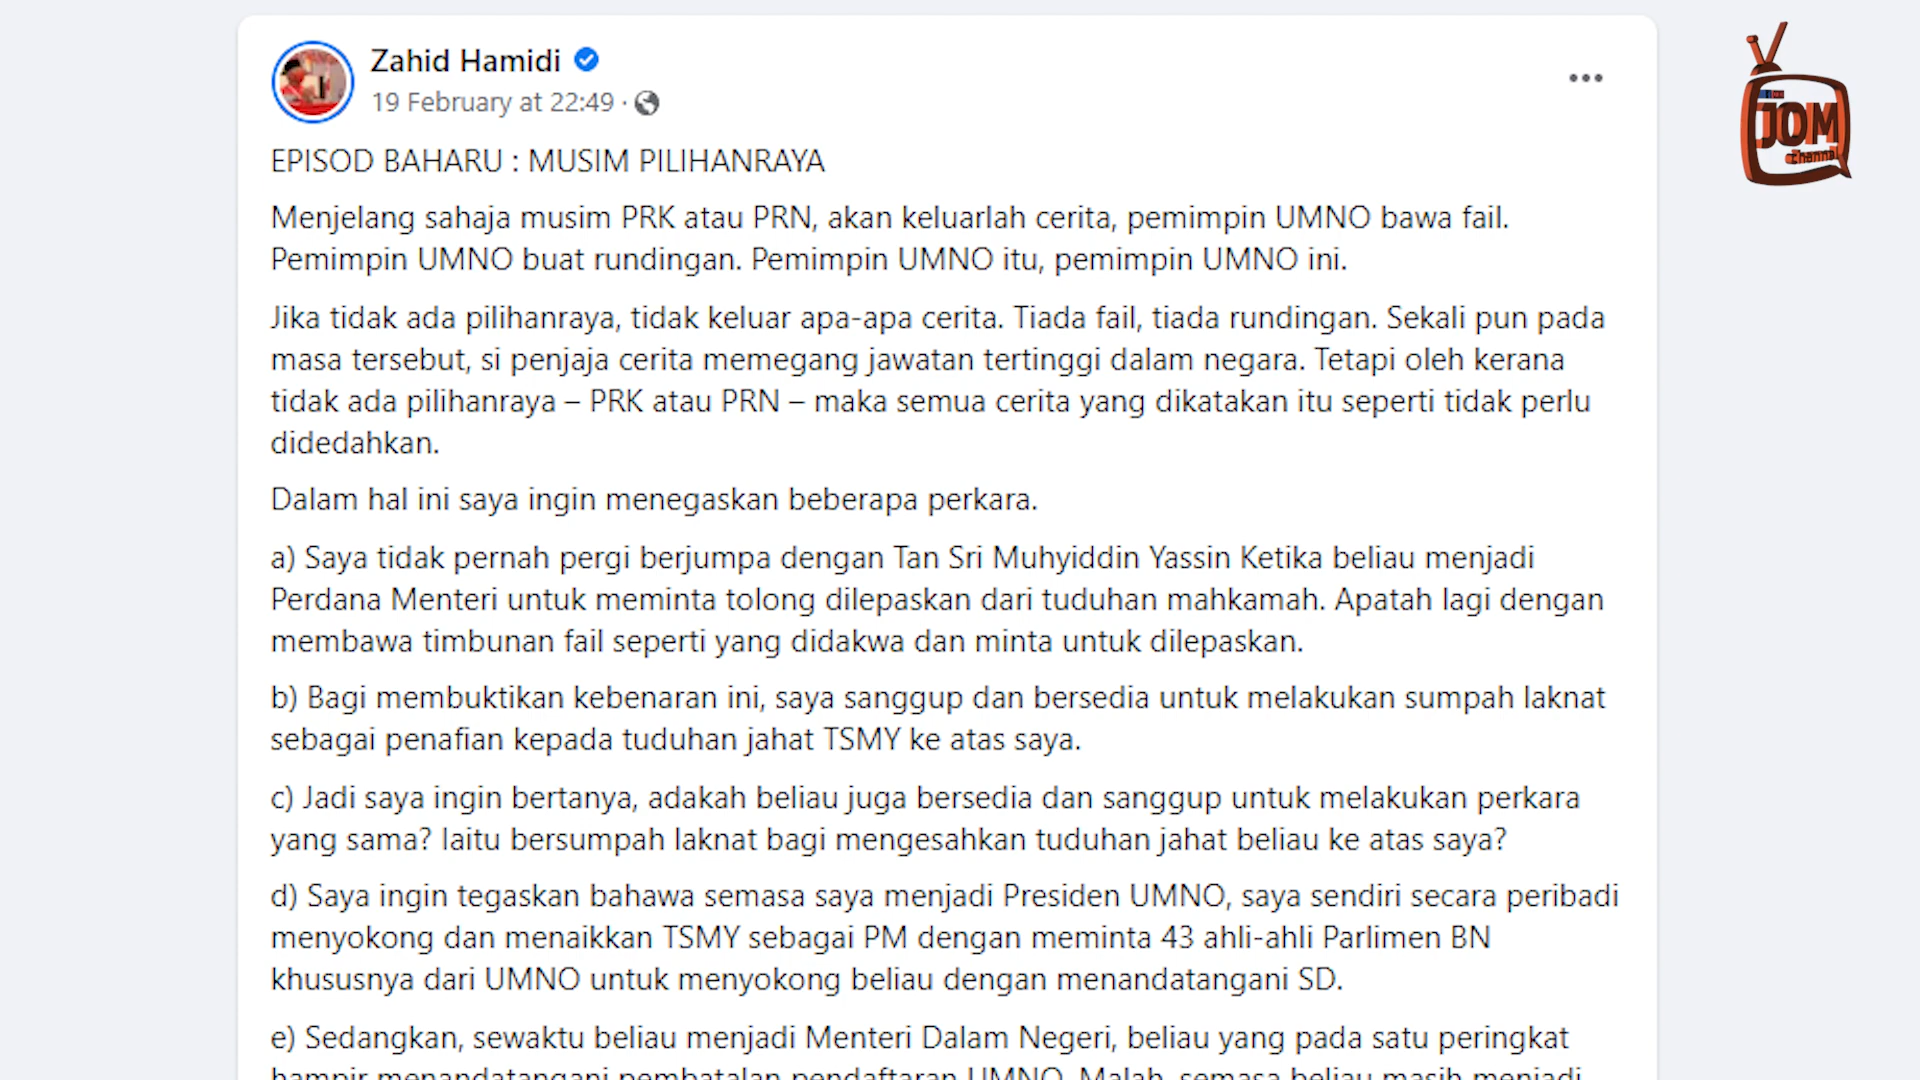 Zahid Hamidi
19 February at 22:49 ·
EPISOD BAHARU : MUSIM PILIHANRAYA
Menjelang sahaja musim PRK atau PRN, akan keluarlah cerita, pemimpin UMNO bawa fail.
Pemimpin UMNO buat rundingan. Pemimpin UMNO itu, pemimpin UMNO ini.
Jika tidak ada pilihanraya, tidak keluar apa-apa cerita. Tiada fail, tiada rundingan. Sekali pun pada
masa tersebut, si penjaja cerita memegang jawatan tertinggi dalam negara. Tetapi oleh kerana
tidak ada pilihanraya – PRK atau PRN – maka semua cerita yang dikatakan itu seperti tidak perlu
didedahkan.
Dalam hal ini saya ingin menegaskan beberapa perkara.
a) Saya tidak pernah pergi berjumpa dengan Tan Sri Muhyiddin Yassin Ketika beliau menjadi
Perdana Menteri untuk meminta tolong dilepaskan dari tuduhan mahkamah. Apatah lagi dengan
membawa timbunan fail seperti yang didakwa dan minta untuk dilepaskan.
b) Bagi membuktikan kebenaran ini, saya sanggup dan bersedia untuk melakukan sumpah laknat
sebagai penafian kepada tuduhan jahat TSMY ke atas saya.
c) Jadi saya ingin bertanya, adakah beliau juga bersedia dan sanggup untuk melakukan perkara
yang sama? Iaitu bersumpah laknat bagi mengesahkan tuduhan jahat beliau ke atas saya?
d) Saya ingin tegaskan bahawa semasa saya menjadi Presiden UMNO, saya sendiri secara peribadi
menyokong dan menaikkan TSMY sebagai PM dengan meminta 43 ahli-ahli Parlimen BN
khususnya dari UMNO untuk menyokong beliau dengan menandatangani SD.
e) Sedangkan, sewaktu beliau menjadi Menteri Dalam Negeri, beliau yang pada satu peringkat
hampir menandatangani pembatalan pendaftaran UMNO. Malah, semasa beliau masih menjadi
JOM
channel